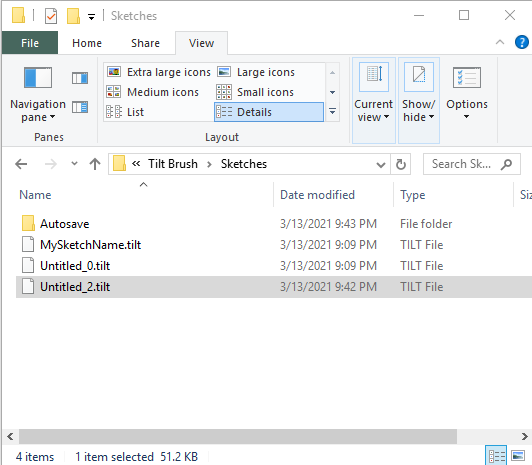 Sketches
File Home Share View
Extra large icons Large icons
Medium icons Small icons
List Details
Navigation pane
Current view
Show/hide
Options
Panes Layout
« Tilt Brush Sketches
Search Sk...
Name Date modified Type Siz
Autosave 3/13/2021 9:43 PM File folder
MySketchName.tilt 3/13/2021 9:09 PM TILT File
Untitled_0.tilt 3/13/2021 9:09 PM TILT File
Untitled_2.tilt 3/13/2021 9:42 PM TILT File
4 items 1 item selected 51.2 KB